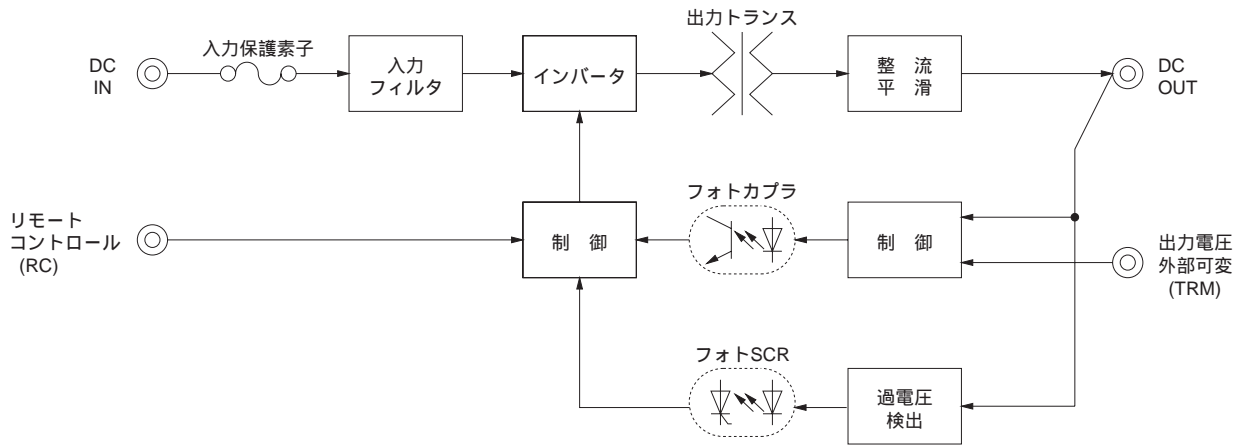 出力トランス
入力保護素子
DC
IN
入力
フィルタ
インバータ
整 流
平 滑
DC
OUT
リモート
コントロール
(RC)
制 御
フォトカプラ
制 御
出力電圧
外部可変
(TRM)
フォトSCR
過電圧
検出